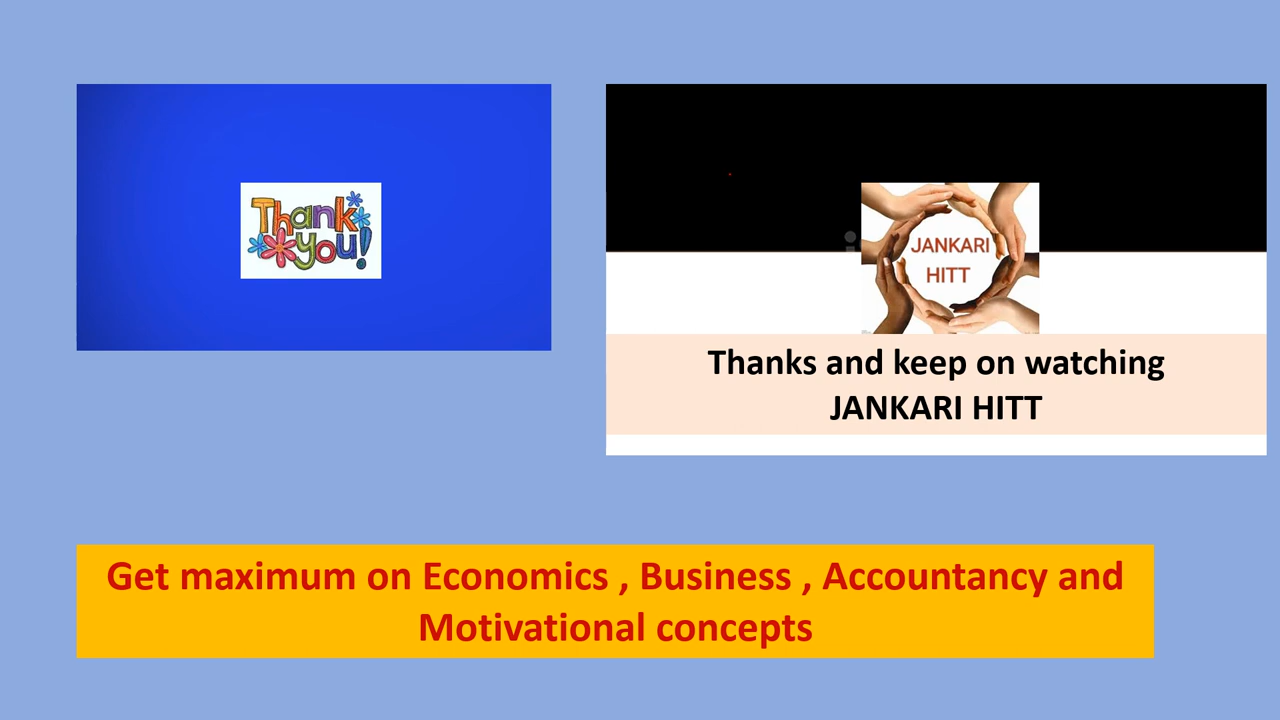 Thank
you!
JANKARI
HITT
Thanks and keep on watching
JANKARI HITT
Get maximum on Economics , Business , Accountancy and
Motivational concepts